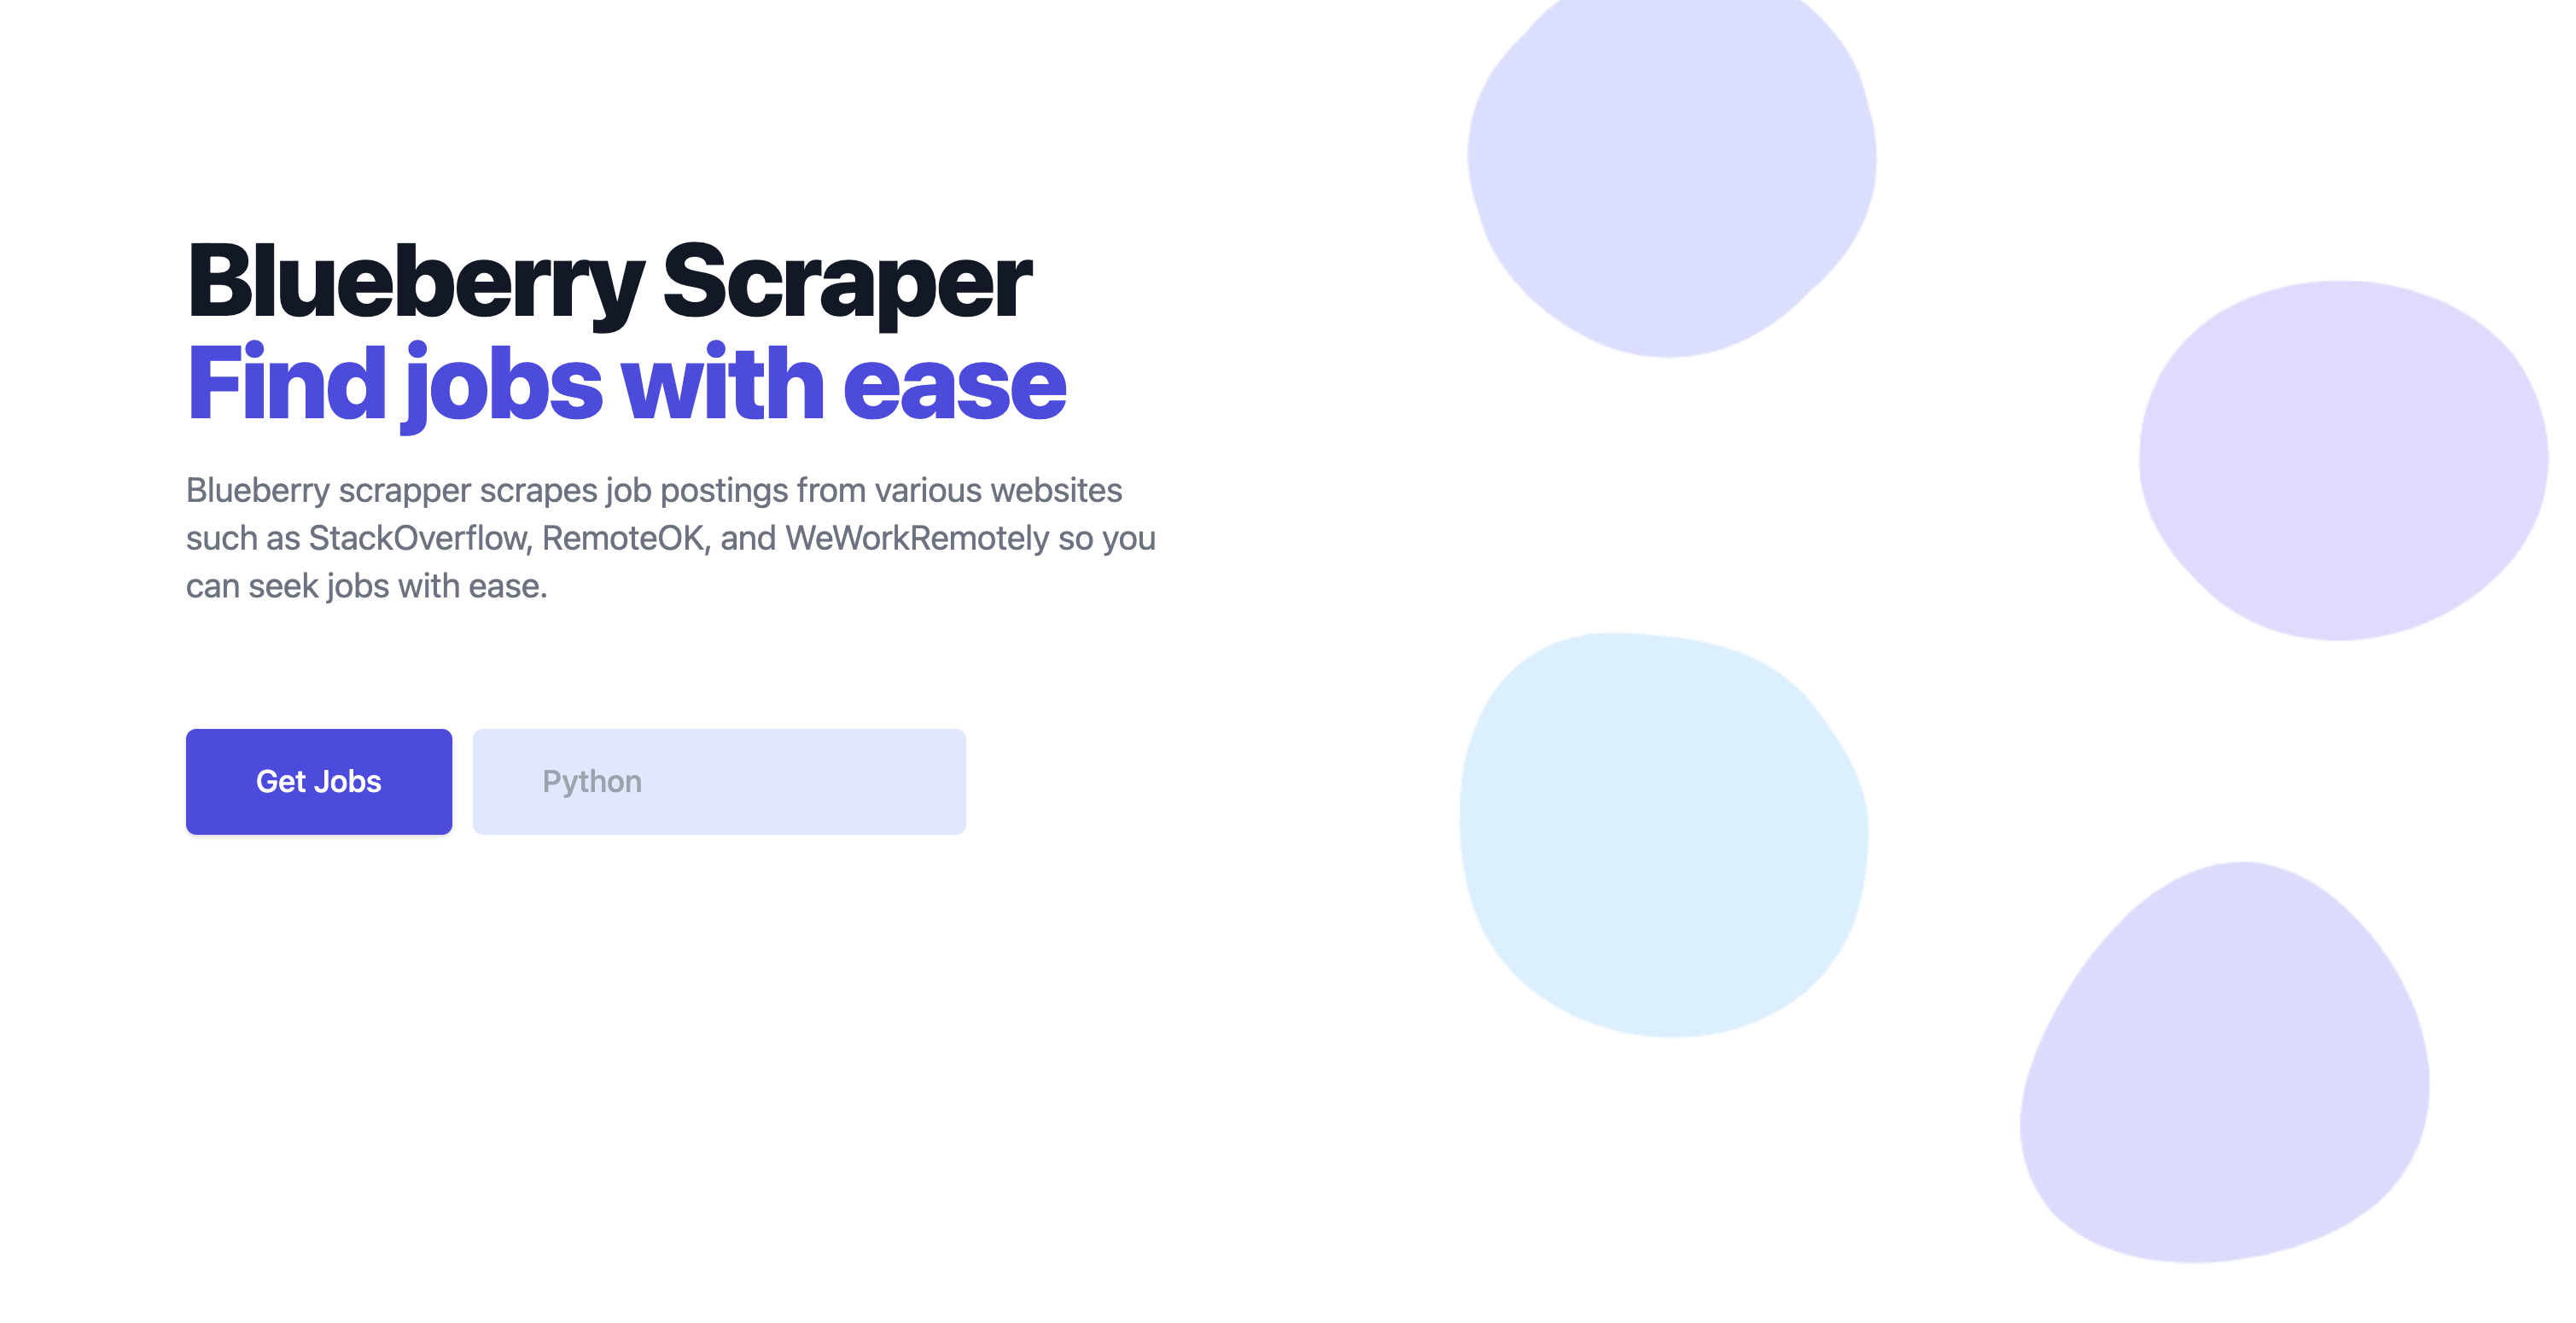 Blueberry Scraper
Find jobs with ease
Blueberry scrapper scrapes job postings from various websites
such as StackOverflow, RemoteOK, and WeWorkRemotely so you
can seek jobs with ease.
Get Jobs
Python